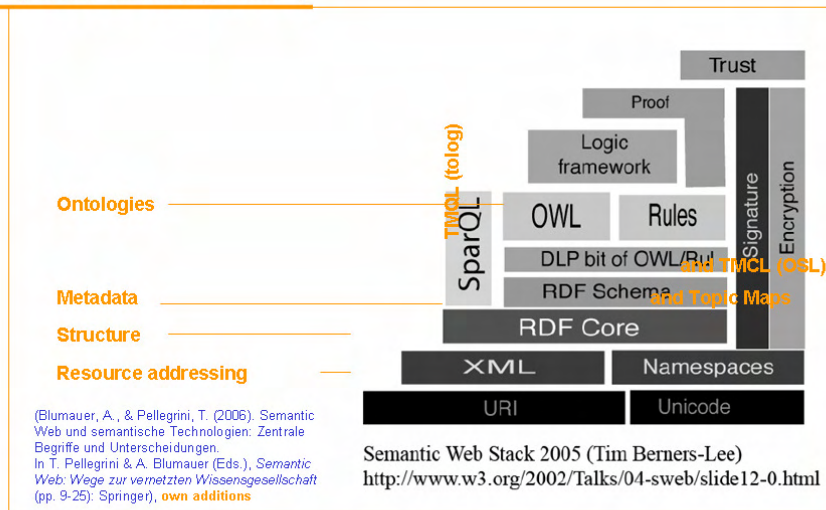 Trust
Proof
Logic
framework
TMQL (tolog)
SparQL
Ontologies
OWL
Rules
Signature
Encryption
DLP bit of OWL/Rul
and TMCL (OSL)
Metadata
RDF Schema
and Topic Maps
Structure
RDF Core
Resource addressing
XML
Namespaces
URI
Unicode
(Blumauer, A., & Pellegrini, T. (2006). Semantic
Web und semantische Technologien: Zentrale
Begriffe und Unterscheidungen.
In T. Pellegrini & A. Blumauer (Eds.), Semantic
Web: Wege zur vernetzten Wissensgesellschaft
(pp. 9-25): Springer), own additions
Semantic Web Stack 2005 (Tim Berners-Lee)
http://www.w3.org/2002/Talks/04-sweb/slide12-0.html